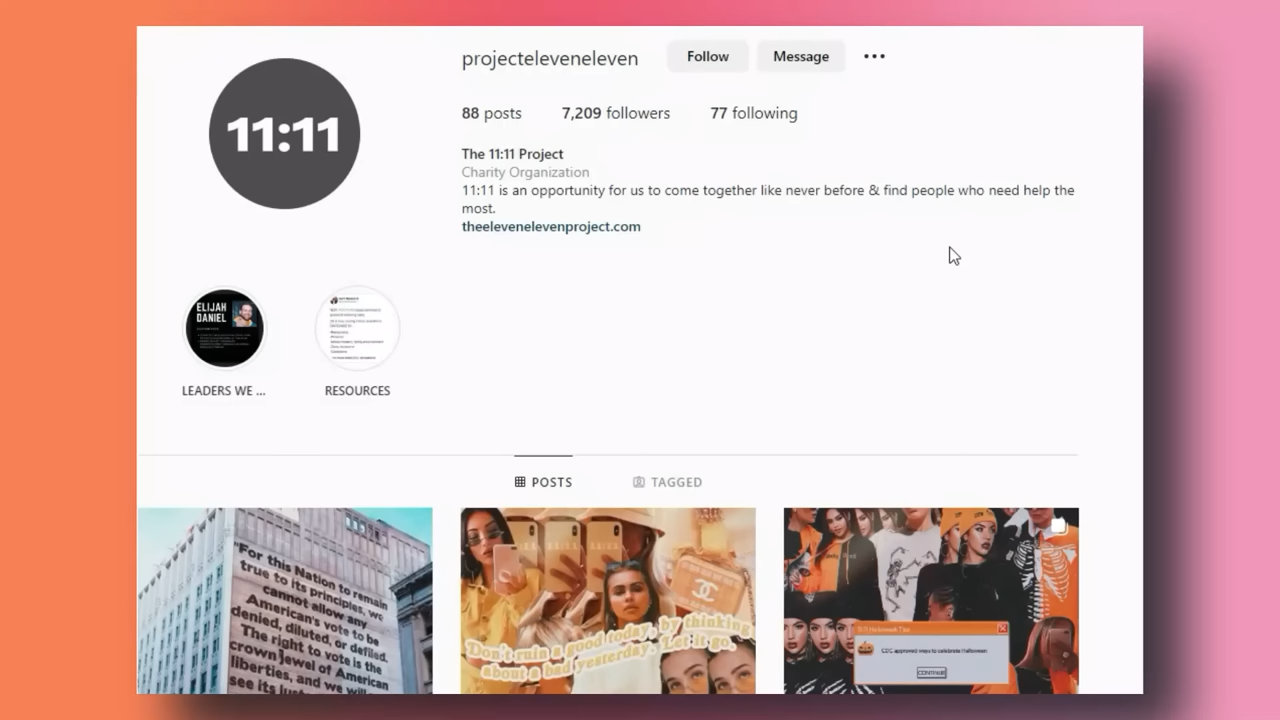 projecteleveneleven
Follow
Message
88 posts
7,209 followers
77 following
11:11
The 11:11 Project
Charity Organization
11:11 is an opportunity for us to come together like never before & find people who need help the
most.
theelevenelevenproject.com
ELIJAH
DANIEL
LEADERS WE ...
RESOURCES
POSTS
TAGGED
"For this Nation to remain
true to its principles, we
cannot allow any
American's vote to be
denied, diluted, or defiled.
The right to vote is the
crown jewel of American
liberties, and we will
see its
Don't ruin a good today, by thinking
about a bad yesterday. Let it go.
CDC approved ways to celebrate Halloween
CONTINUE